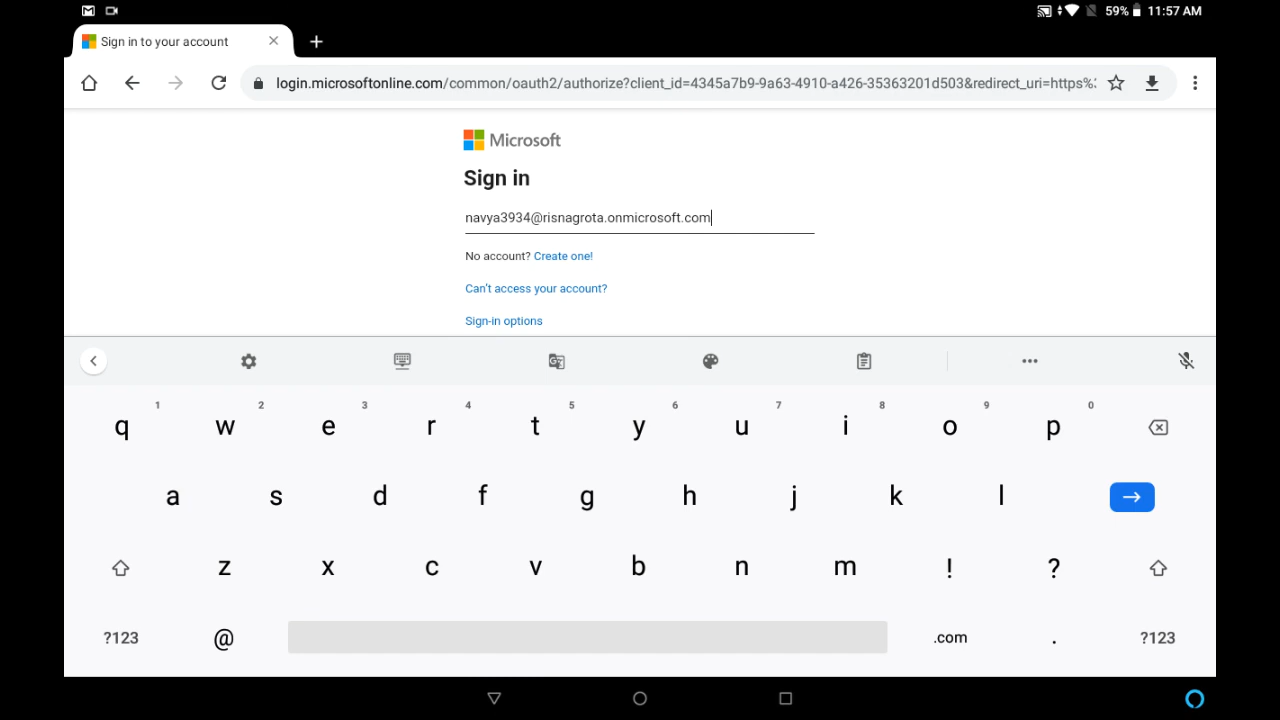 59% 11:57 AM
Sign in to your account
login.microsoftonline.com/common/oauth2/authorize?client_id=4345a7b9-9a63-4910-a426-35363201d503&redirect_uri=https%
Microsoft
Sign in
navya3934@risnagrota.onmicrosoft.com
No account? Create one!
Can't access your account?
Sign-in options
1 2 3 4 5 6 7 8 9 0
q w e r t y u i o p
a s d f g h j k l
z x c v b n m ! ?
?123 @ .com . ?123